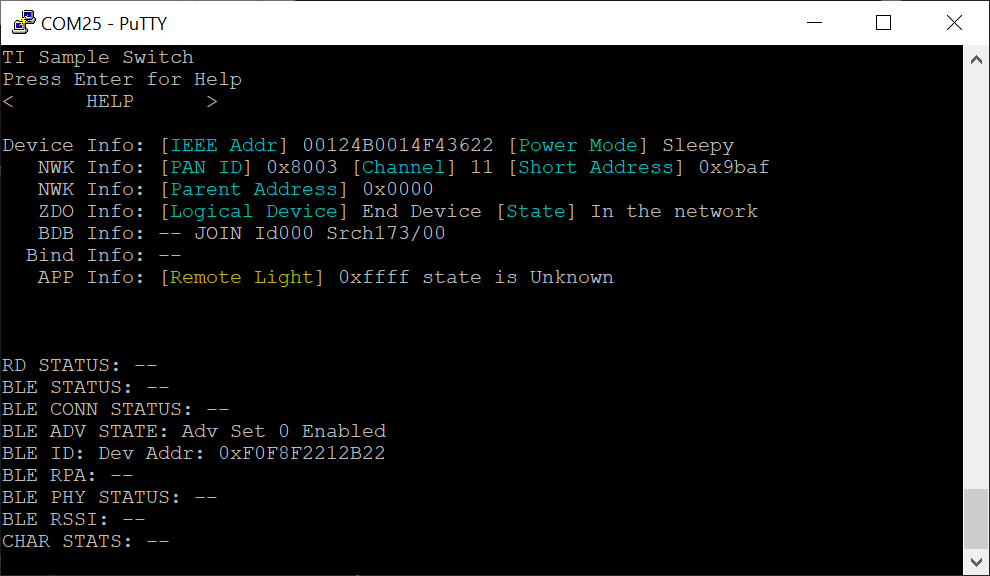 COM25 - PuTTY
TI Sample Switch
Press Enter for Help
<      HELP      >
Device Info: [IEEE Addr] 00124B0014F43622 [Power Mode] Sleepy
NWK Info: [PAN ID] 0x8003 [Channel] 11 [Short Address] 0x9baf
NWK Info: [Parent Address] 0x0000
ZDO Info: [Logical Device] End Device [State] In the network
BDB Info: -- JOIN Id000 Srch173/00
Bind Info: --
APP Info: [Remote Light] 0xffff state is Unknown
RD STATUS: --
BLE STATUS: --
BLE CONN STATUS: --
BLE ADV STATE: Adv Set 0 Enabled
BLE ID: Dev Addr: 0xF0F8F2212B22
BLE RPA: --
BLE PHY STATUS: --
BLE RSSI: --
CHAR STATS: --